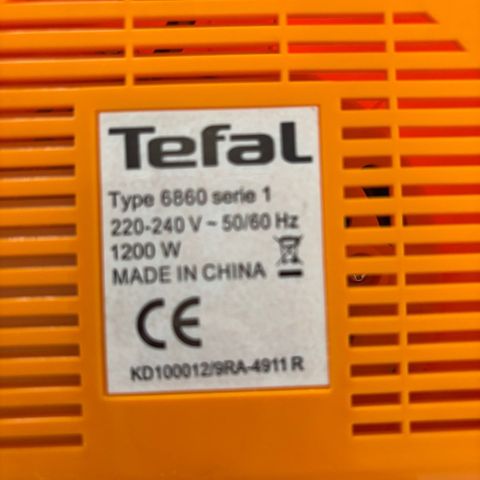 Tefal
Type 6860 serie 1
220-240 V ~ 50/60 Hz
1200 W
MADE IN CHINA
CE
KD100012/9RA-4911 R